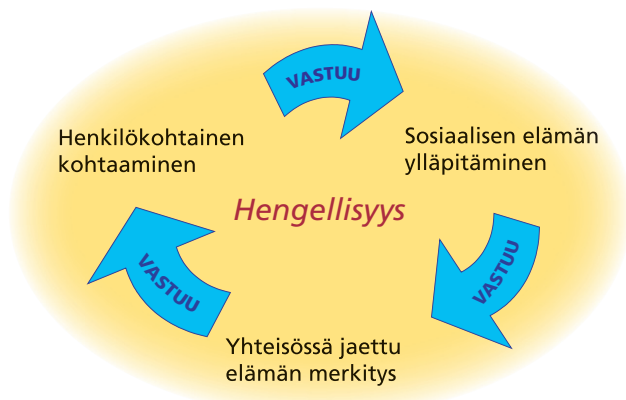 VASTUU
Henkilökohtainen
kohtaaminen
Sosiaalisen elämän
ylläpitäminen
Hengellisyys
VASTUU
VASTUU
Yhteisössä jaettu
elämän merkitys